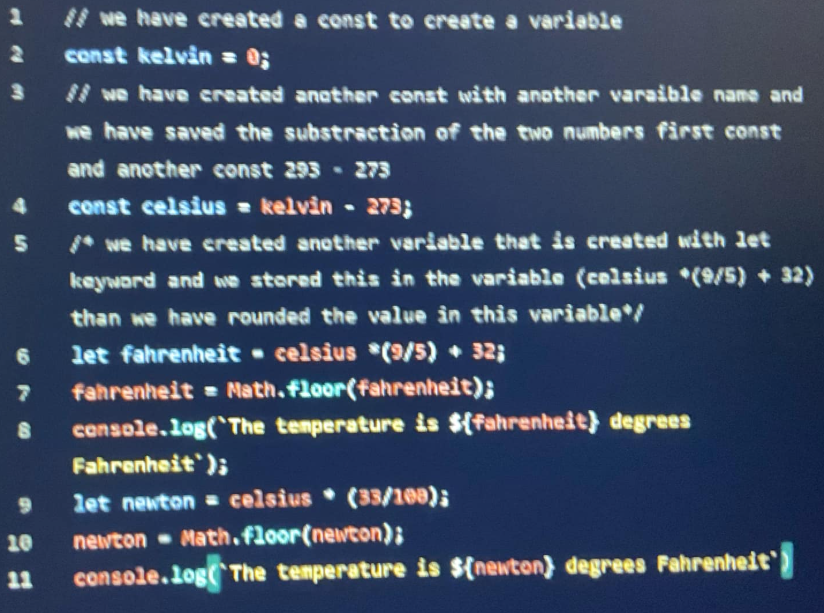 1 // we have created a const to create a variable
2 const kelvin = 0;
3 // we have created another const with another varaible name and
we have saved the substraction of the two numbers first const
and another const 293 - 273
4 const celsius = kelvin - 273;
5 /* we have created another variable that is created with let
keyword and we stored this in the variable (celsius *(9/5) + 32)
than we have rounded the value in this variable*/
6 let fahrenheit = celsius *(9/5) + 32;
7 fahrenheit = Math.floor(fahrenheit);
8 console.log(`The temperature is ${fahrenheit} degrees
Fahrenheit`);
9 let newton = celsius * (33/100);
10 newton = Math.floor(newton);
11 console.log(`The temperature is ${newton} degrees Fahrenheit`)